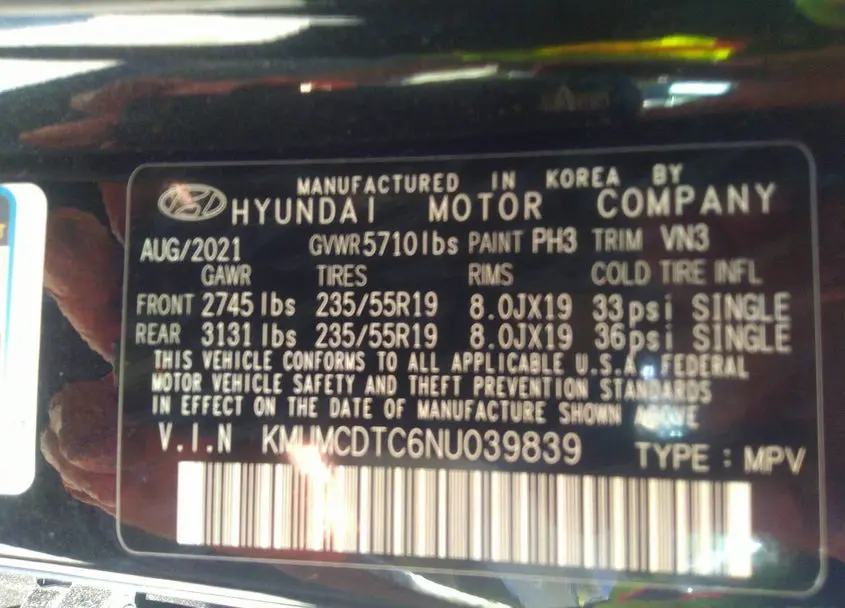 MANUFACTURED IN KOREA BY
HYUNDAI MOTOR COMPANY
AUG/2021 GVWR 5710lbs PAINT PH3 TRIM VN3
GAWR TIRES RIMS COLD TIRE INFL
FRONT 2745 lbs 235/55R19 8.0JX19 33psi SINGLE
REAR 3131 lbs 235/55R19 8.0JX19 36psi SINGLE
THIS VEHICLE CONFORMS TO ALL APPLICABLE U.S.A. FEDERAL
MOTOR VEHICLE SAFETY AND THEFT PREVENTION STANDARDS
IN EFFECT ON THE DATE OF MANUFACTURE SHOWN ABOVE
V.I.N KMUMCDTC6NU039839 TYPE : MPV